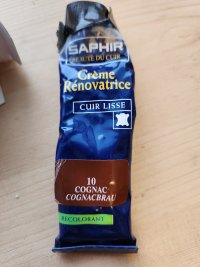 SAPHIR
BEAUTÉ DU CUIR
Crème
Rénovatrice
CUIR LISSE
10
COGNAC
COGNACBRAU
RECOLORANT